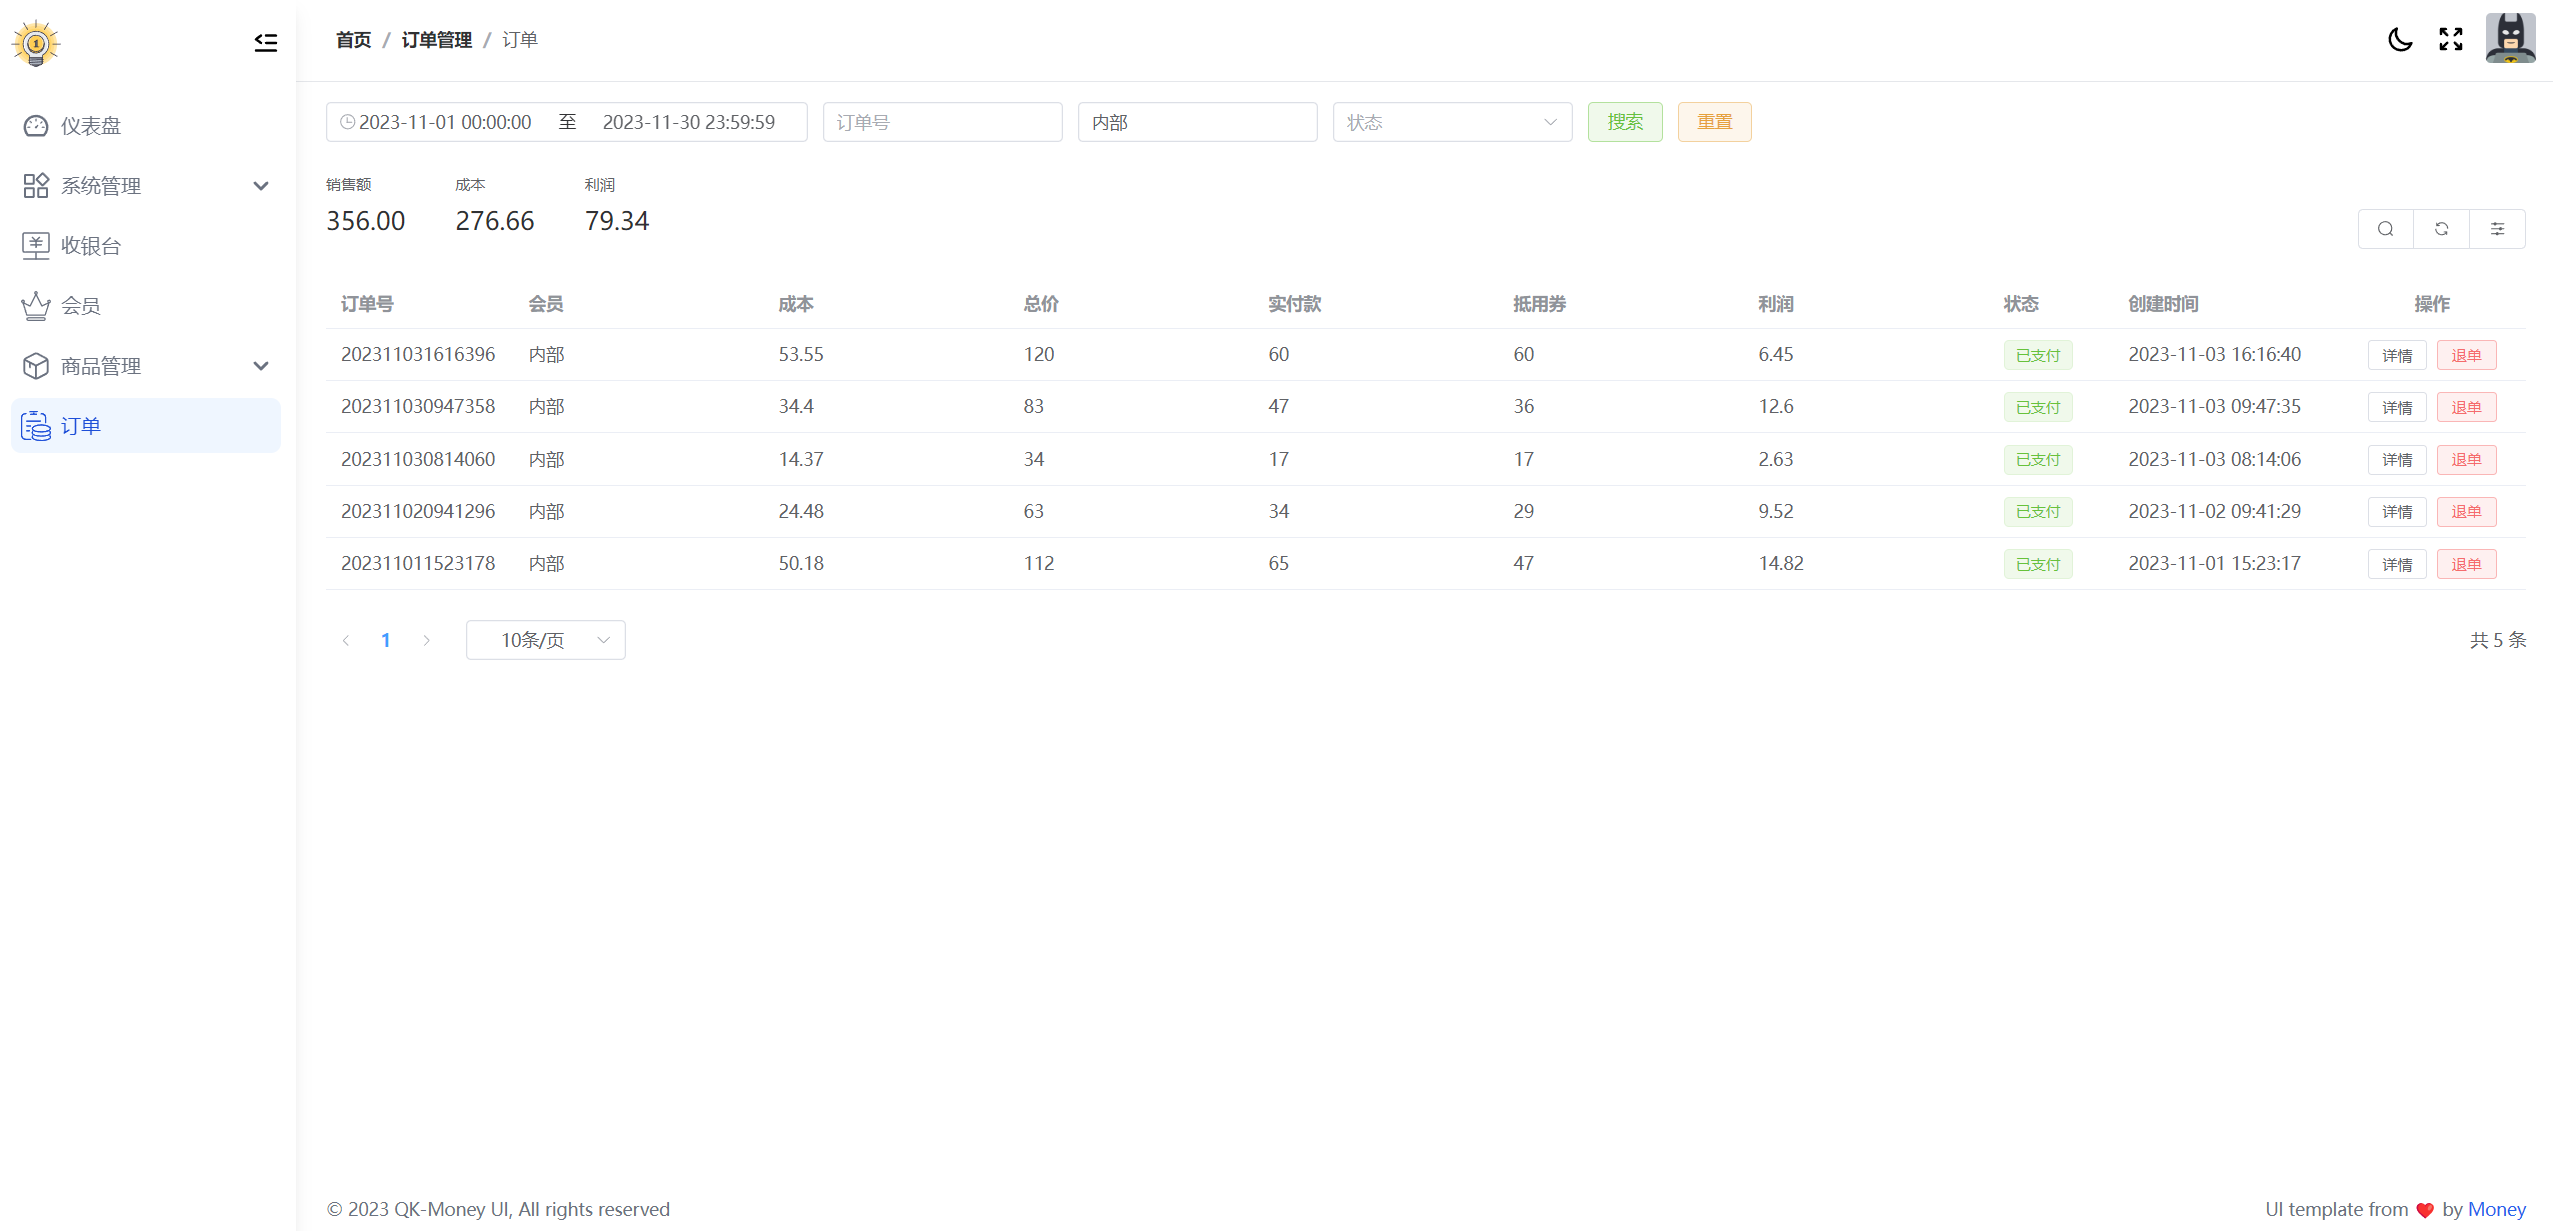 首页 / 订单管理 / 订单
仪表盘
系统管理
收银台
会员
商品管理
订单
2023-11-01 00:00:00 至 2023-11-30 23:59:59 订单号 内部 状态 搜索 重置
销售额 成本 利润
356.00 276.66 79.34
订单号 会员 成本 总价 实付款 抵用券 利润 状态 创建时间 操作
202311031616396 内部 53.55 120 60 60 6.45 已支付 2023-11-03 16:16:40 详情 退单
202311030947358 内部 34.4 83 47 36 12.6 已支付 2023-11-03 09:47:35 详情 退单
202311030814060 内部 14.37 34 17 17 2.63 已支付 2023-11-03 08:14:06 详情 退单
202311020941296 内部 24.48 63 34 29 9.52 已支付 2023-11-02 09:41:29 详情 退单
202311011523178 内部 50.18 112 65 47 14.82 已支付 2023-11-01 15:23:17 详情 退单
1 10条/页 共 5 条
© 2023 QK-Money UI, All rights reserved UI template from ❤️ by Money